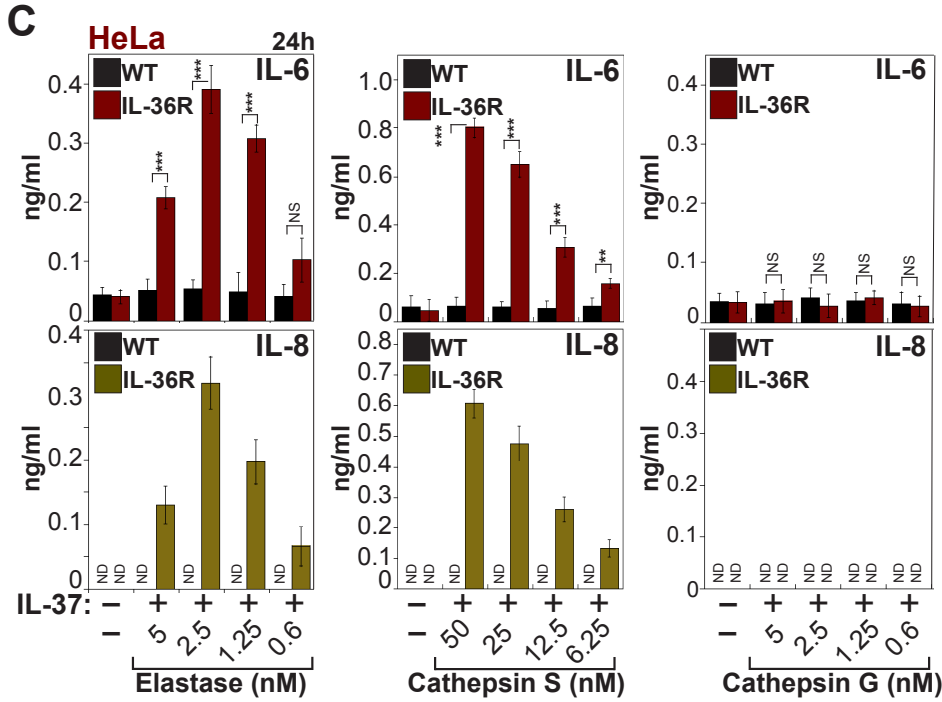 C
HeLa 24h
WT IL-6
IL-36R
ng/ml
0.4
0.3
0.2
0.1
0
*** *** *** NS
WT IL-6
IL-36R
ng/ml
1.0
0.8
0.6
0.4
0.2
0
*** *** *** **
WT IL-6
IL-36R
ng/ml
0.4
0.3
0.2
0.1
0
NS NS NS NS
WT IL-8
IL-36R
ng/ml
0.3
0.2
0.1
0
ND ND ND ND ND ND
WT IL-8
IL-36R
ng/ml
0.8
0.7
0.6
0.5
0.4
0.3
0.2
0.1
0
ND ND ND ND ND ND
WT IL-8
IL-36R
ng/ml
0.4
0.3
0.2
0.1
0
ND ND ND ND ND ND ND ND ND ND
IL-37: – + + + + – + + + + – + + + +
– 5 2.5 1.25 0.6 – 50 25 12.5 6.25 – 5 2.5 1.25 0.6
Elastase (nM) Cathepsin S (nM) Cathepsin G (nM)